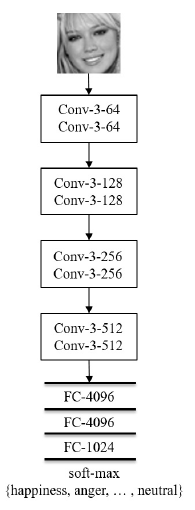 Conv-3-64
Conv-3-64
Conv-3-128
Conv-3-128
Conv-3-256
Conv-3-256
Conv-3-512
Conv-3-512
FC-4096
FC-4096
FC-1024
soft-max
{happiness, anger, … , neutral}